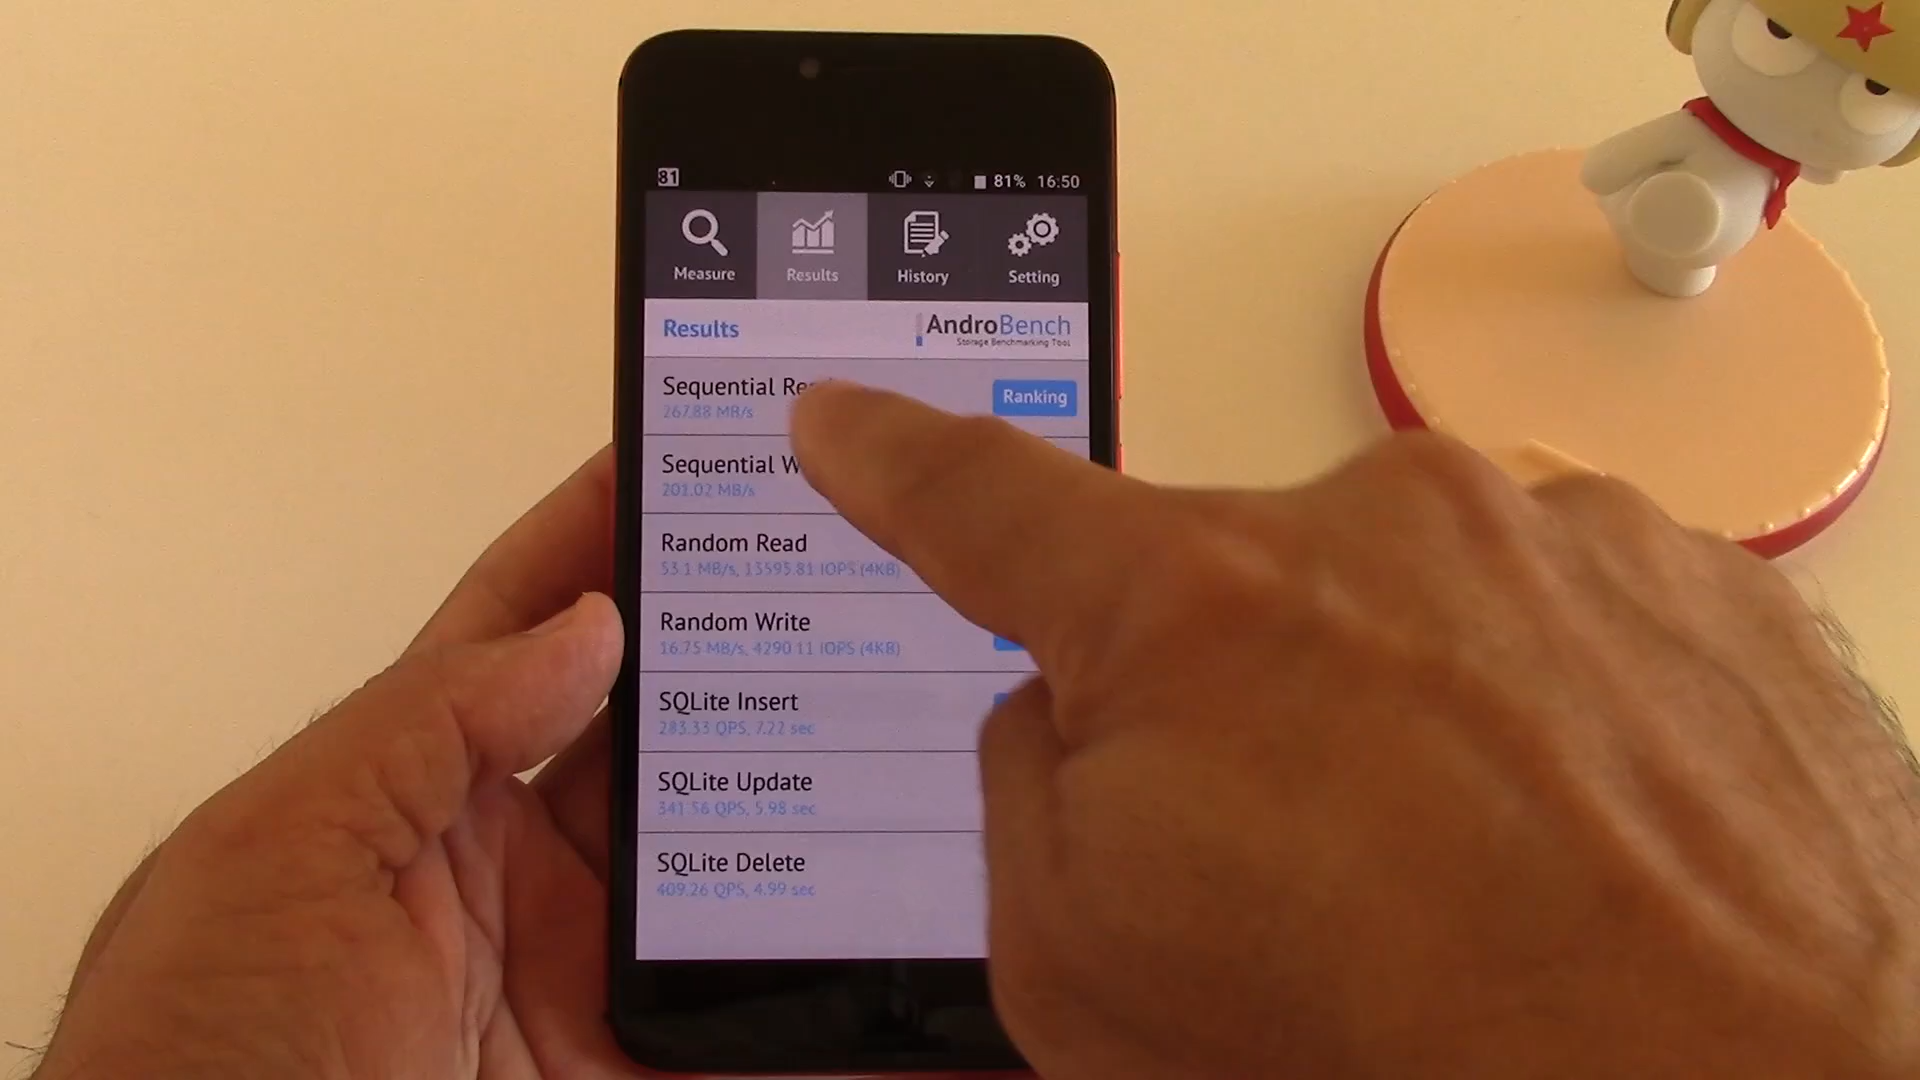 81 81% 16:50
Measure Results History Setting
Results AndroBench
Storage Benchmarking Tool
Sequential Ranking
267.88 MB/s
Sequential
201.02 MB/s
Random Read
53.1 MB/s, 13595.81 IOPS (4KB)
Random Write
16.75 MB/s, 4290.11 IOPS (4KB)
SQLite Insert
283.33 QPS, 7.22 sec
SQLite Update
341.56 QPS, 5.98 sec
SQLite Delete
409.26 QPS, 4.99 sec